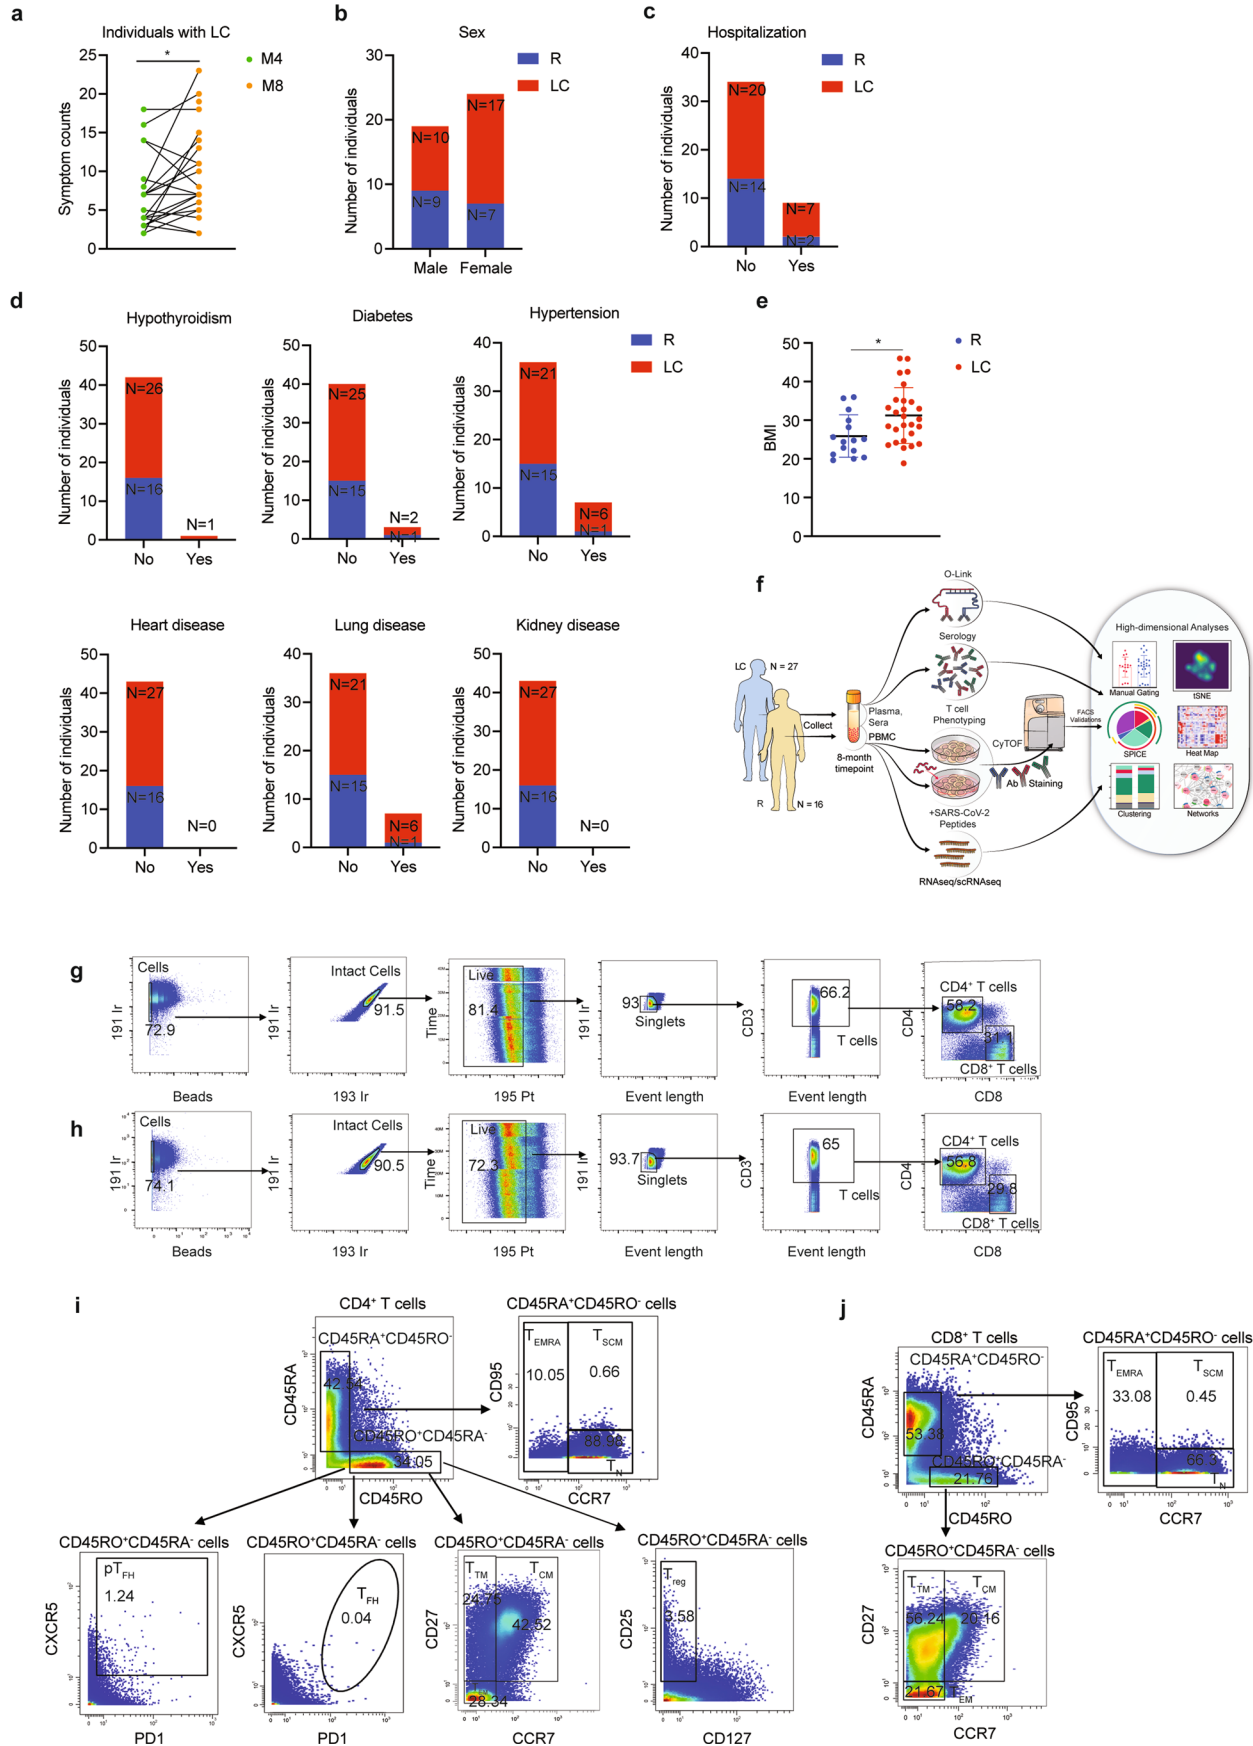 a
Individuals with LC
*
25
20
15
10
5
0
Symptom counts
M4
M8
b
Sex
30
20
10
0
Number of individuals
N=10
N=9
N=17
N=7
Male
Female
R
LC
c
Hospitalization
40
30
20
10
0
Number of individuals
N=20
N=14
N=7
N=2
No
Yes
R
LC
d
Hypothyroidism
50
40
30
20
10
0
Number of individuals
N=26
N=16
N=1
No
Yes
Diabetes
50
40
30
20
10
0
Number of individuals
N=25
N=15
N=2
N=1
No
Yes
Hypertension
40
30
20
10
0
Number of individuals
N=21
N=15
N=6
N=1
No
Yes
R
LC
Heart disease
50
40
30
20
10
0
Number of individuals
N=27
N=16
N=0
No
Yes
Lung disease
40
30
20
10
0
Number of individuals
N=21
N=15
N=6
N=1
No
Yes
Kidney disease
50
40
30
20
10
0
Number of individuals
N=27
N=16
N=0
No
Yes
e
50
40
30
20
10
0
BMI
*
R
LC
f
LC
N = 27
R
N = 16
Collect
8-month
timepoint
Plasma,
Sera
PBMC
O-Link
Serology
T cell
Phenotyping
+SARS-CoV-2
Peptides
RNAseq/scRNAseq
CyTOF
Ab
Staining
FACS
Validations
High-dimensional Analyses
Manual Gating
tSNE
SPICE
Heat Map
Clustering
Networks
g
Cells
72.9
191 Ir
Beads
Intact Cells
91.5
191 Ir
193 Ir
Live
81.4
Time
195 Pt
93
Singlets
191 Ir
Event length
66.2
T cells
CD3
Event length
CD4⁺ T cells
58.2
31.1
CD8⁺ T cells
CD4
CD8
h
Cells
74.1
191 Ir
Beads
Intact Cells
90.5
191 Ir
193 Ir
Live
72.3
Time
195 Pt
93.7
Singlets
191 Ir
Event length
65
T cells
CD3
Event length
CD4⁺ T cells
56.8
29.8
CD8⁺ T cells
CD4
CD8
i
CD4⁺ T cells
CD45RA⁺CD45RO⁻
42.54
CD45RO⁺CD45RA⁻
34.05
CD45RA
CD45RO
CD45RA⁺CD45RO⁻ cells
TEMRA
10.05
TSCM
0.66
88.98
TN
CD95
CCR7
CD45RO⁺CD45RA⁻ cells
pTFH
1.24
CXCR5
PD1
CD45RO⁺CD45RA⁻ cells
TFH
0.04
CXCR5
PD1
CD45RO⁺CD45RA⁻ cells
TTM
24.75
TCM
42.52
28.34
CD27
CCR7
CD45RO⁺CD45RA⁻ cells
Treg
3.58
CD25
CD127
j
CD8⁺ T cells
CD45RA⁺CD45RO⁻
53.38
CD45RO⁺CD45RA⁻
21.76
CD45RA
CD45RO
CD45RA⁺CD45RO⁻ cells
TEMRA
33.08
TSCM
0.45
66.3
TN
CD95
CCR7
CD45RO⁺CD45RA⁻ cells
TTM
56.24
TCM
20.16
21.67
TEM
CD27
CCR7